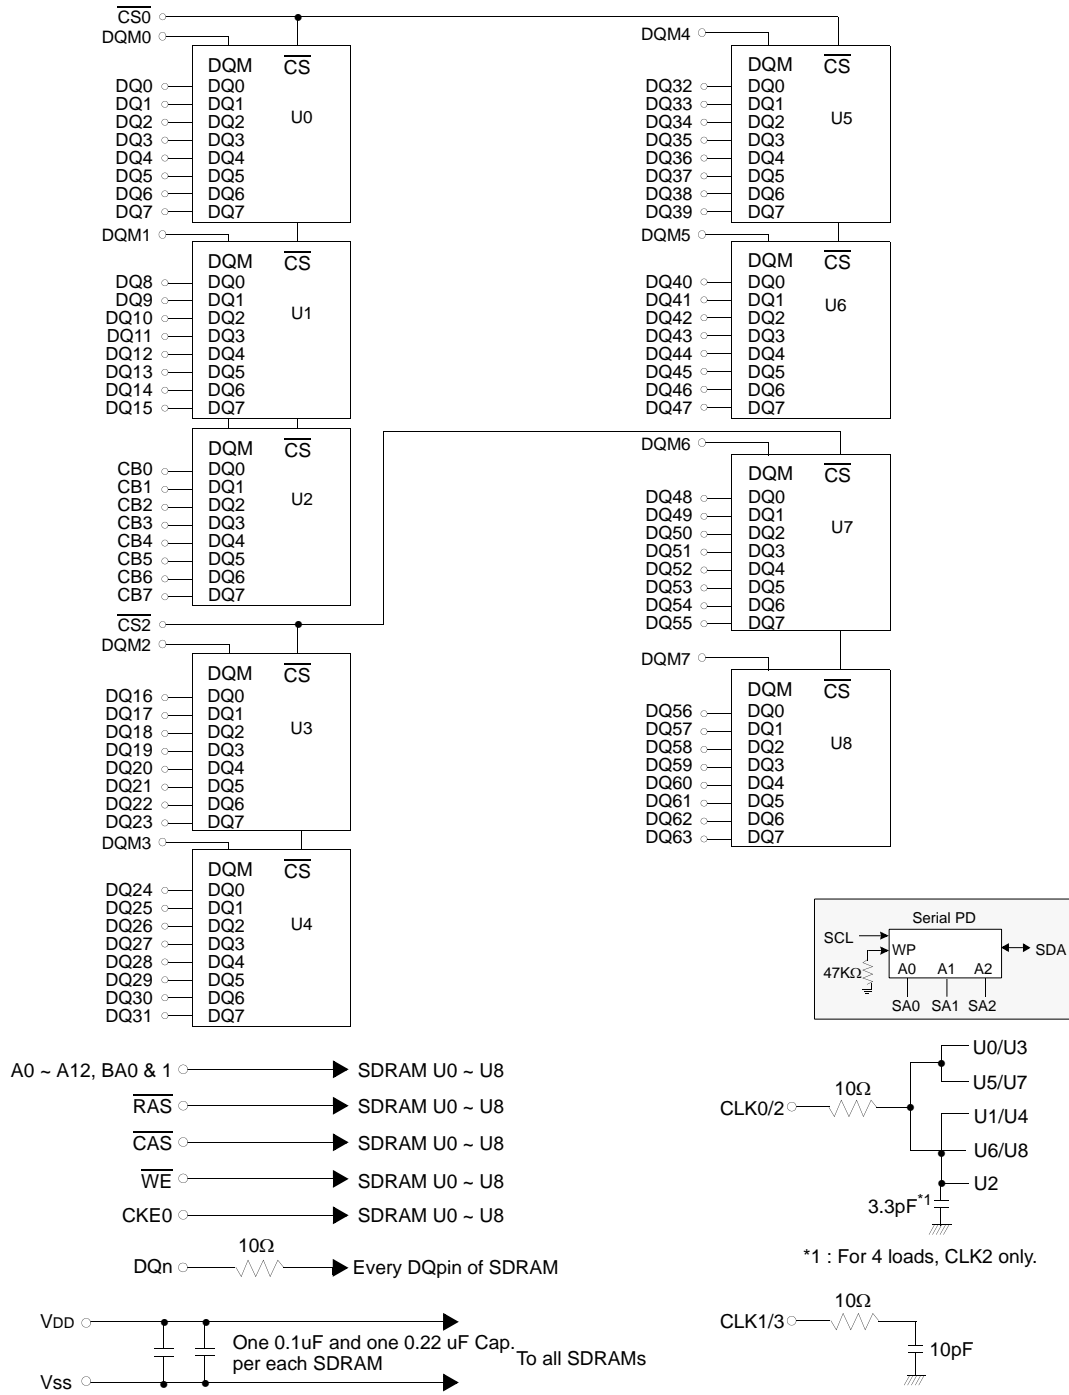 CS0
DQM0
DQM CS
DQ0 DQ0
DQ1 DQ1
DQ2 DQ2
U0
DQ3 DQ3
DQ4 DQ4
DQ5 DQ5
DQ6 DQ6
DQ7 DQ7
DQM1
DQM CS
DQ8 DQ0
DQ9 DQ1
DQ10 DQ2
U1
DQ11 DQ3
DQ12 DQ4
DQ13 DQ5
DQ14 DQ6
DQ15 DQ7
DQM CS
CB0 DQ0
CB1 DQ1
CB2 DQ2
U2
CB3 DQ3
CB4 DQ4
CB5 DQ5
CB6 DQ6
CB7 DQ7
CS2
DQM2
DQM CS
DQ16 DQ0
DQ17 DQ1
DQ18 DQ2
U3
DQ19 DQ3
DQ20 DQ4
DQ21 DQ5
DQ22 DQ6
DQ23 DQ7
DQM3
DQM CS
DQ24 DQ0
DQ25 DQ1
DQ26 DQ2
U4
DQ27 DQ3
DQ28 DQ4
DQ29 DQ5
DQ30 DQ6
DQ31 DQ7
DQM4
DQM CS
DQ32 DQ0
DQ33 DQ1
DQ34 DQ2
U5
DQ35 DQ3
DQ36 DQ4
DQ37 DQ5
DQ38 DQ6
DQ39 DQ7
DQM5
DQM CS
DQ40 DQ0
DQ41 DQ1
U6
DQ42 DQ2
DQ43 DQ3
DQ44 DQ4
DQ45 DQ5
DQ46 DQ6
DQ47 DQ7
DQM6
DQM CS
DQ48 DQ0
DQ49 DQ1
U7
DQ50 DQ2
DQ51 DQ3
DQ52 DQ4
DQ53 DQ5
DQ54 DQ6
DQ55 DQ7
DQM7
DQM CS
DQ56 DQ0
DQ57 DQ1
U8
DQ58 DQ2
DQ59 DQ3
DQ60 DQ4
DQ61 DQ5
DQ62 DQ6
DQ63 DQ7
Serial PD
SCL
WP
SDA
47KΩ
A0 A1 A2
SA0 SA1 SA2
A0 ~ A12, BA0 & 1 SDRAM U0 ~ U8
RAS SDRAM U0 ~ U8
CAS SDRAM U0 ~ U8
WE SDRAM U0 ~ U8
CKE0 SDRAM U0 ~ U8
10Ω
DQn Every DQpin of SDRAM
VDD
One 0.1uF and one 0.22 uF Cap.
per each SDRAM
To all SDRAMs
Vss
U0/U3
10Ω
U5/U7
CLK0/2
U1/U4
U6/U8
U2
3.3pF*1
*1 : For 4 loads, CLK2 only.
10Ω
CLK1/3
10pF